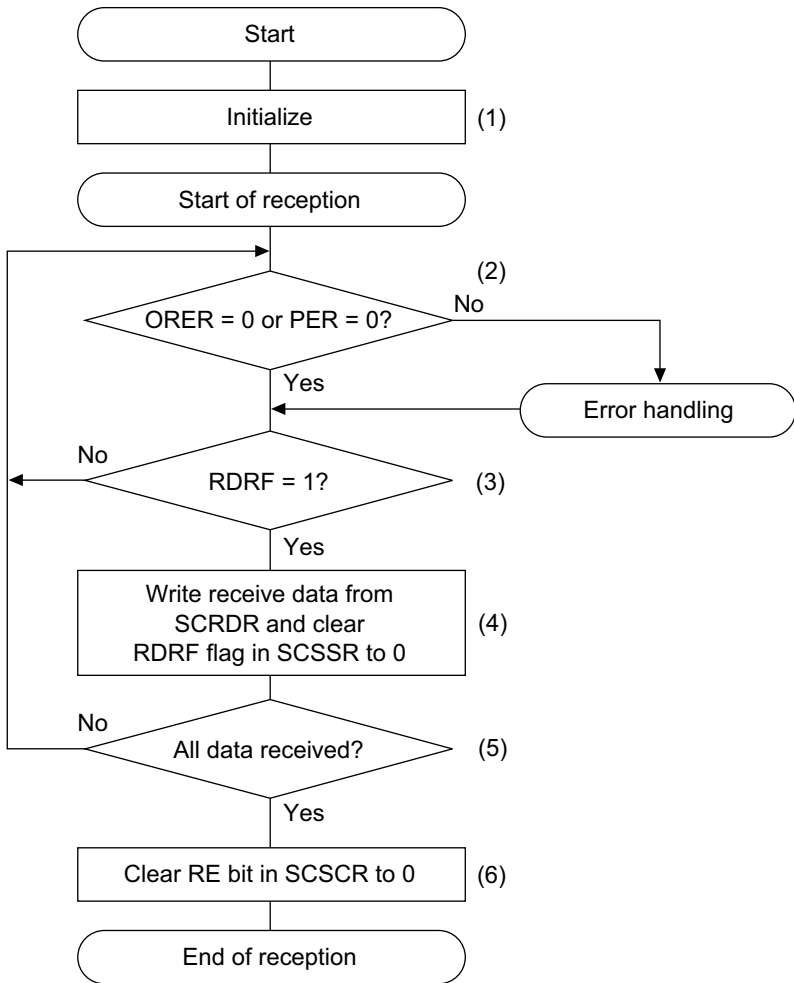 Start
Initialize
(1)
Start of reception
(2)
ORER = 0 or PER = 0?
No
Yes
Error handling
No
RDRF = 1?
(3)
Yes
Write receive data from
SCRDR and clear
RDRF flag in SCSSR to 0
(4)
No
All data received?
(5)
Yes
Clear RE bit in SCSCR to 0
(6)
End of reception